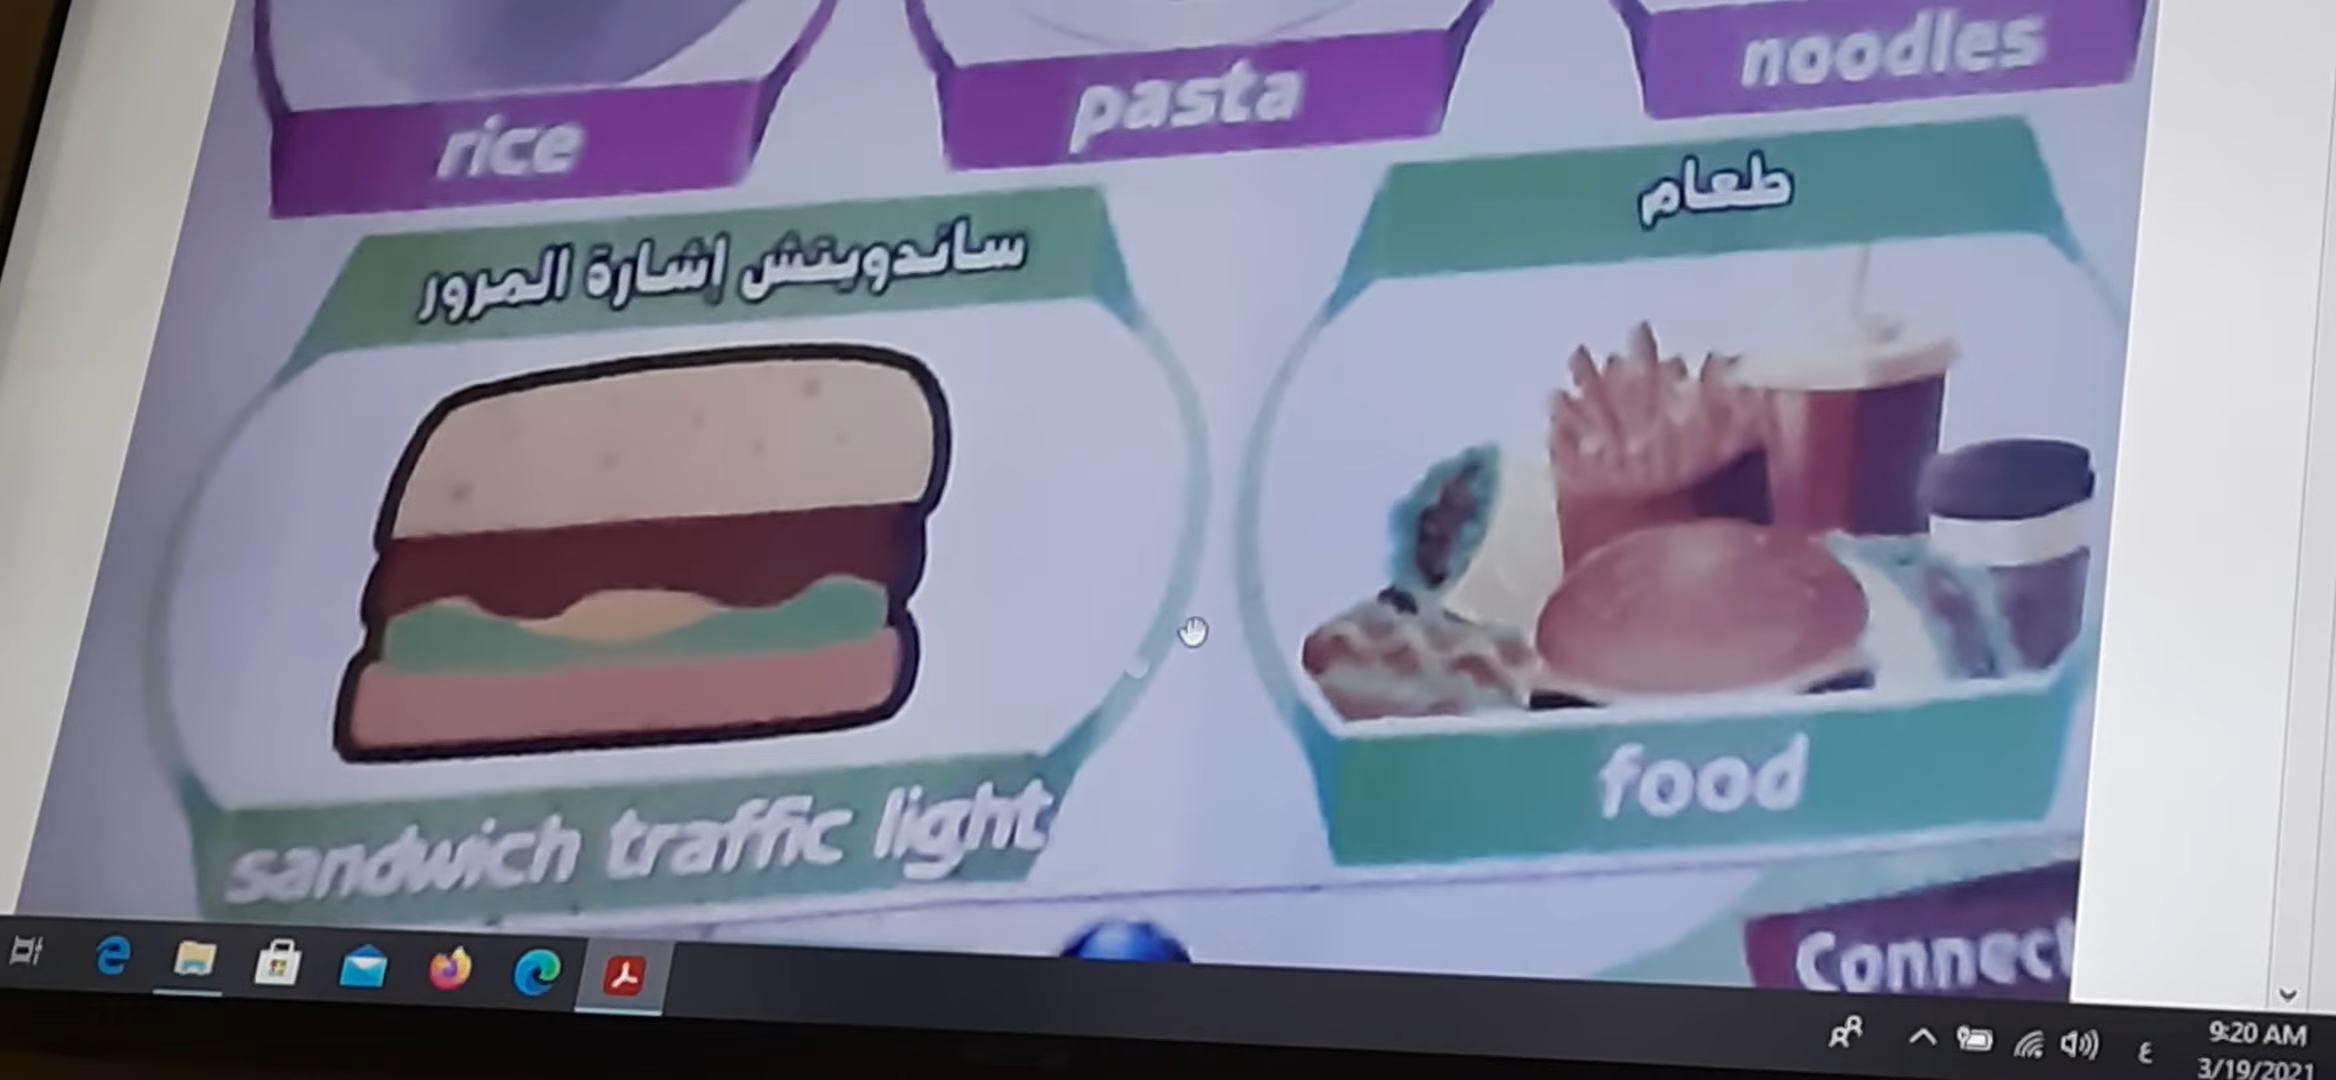 rice
pasta
noodles
ساندويتش إشارة المرور
طعام
sandwich traffic light
food
Connect
9:20 AM
ع
3/19/2021